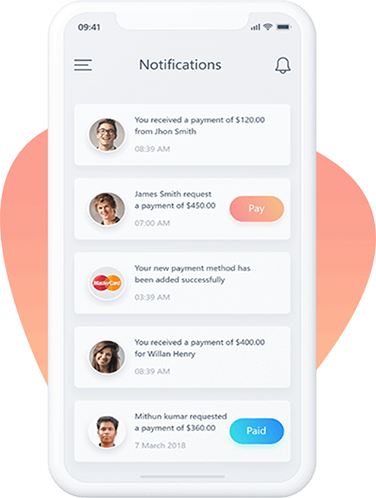 09:41
Notifications
You received a payment of $120.00
from Jhon Smith
08:39 AM
James Smith request
a payment of $450.00
Pay
07:00 AM
MasterCard
Your new payment method has
been added successfully
03:39 AM
You received a payment of $400.00
for Willan Henry
08:39 AM
Mithun kumar requested
a payment of $360.00
Paid
7 March 2018